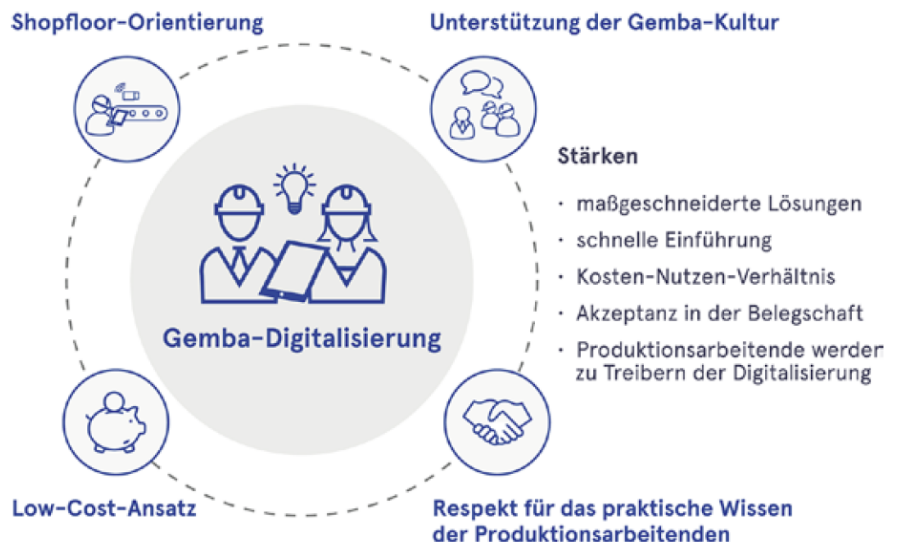 Shopfloor-Orientierung
Unterstützung der Gemba-Kultur
Gemba-Digitalisierung
Stärken
· maßgeschneiderte Lösungen
· schnelle Einführung
· Kosten-Nutzen-Verhältnis
· Akzeptanz in der Belegschaft
· Produktionsarbeitende werden
zu Treibern der Digitalisierung
Low-Cost-Ansatz
Respekt für das praktische Wissen
der Produktionsarbeitenden